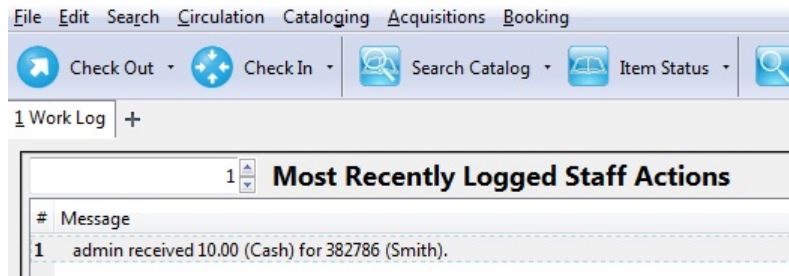 File Edit Search Circulation Cataloging Acquisitions Booking
Check Out Check In Search Catalog Item Status
1 Work Log +
1 Most Recently Logged Staff Actions
# Message
1 admin received 10.00 (Cash) for 382786 (Smith).